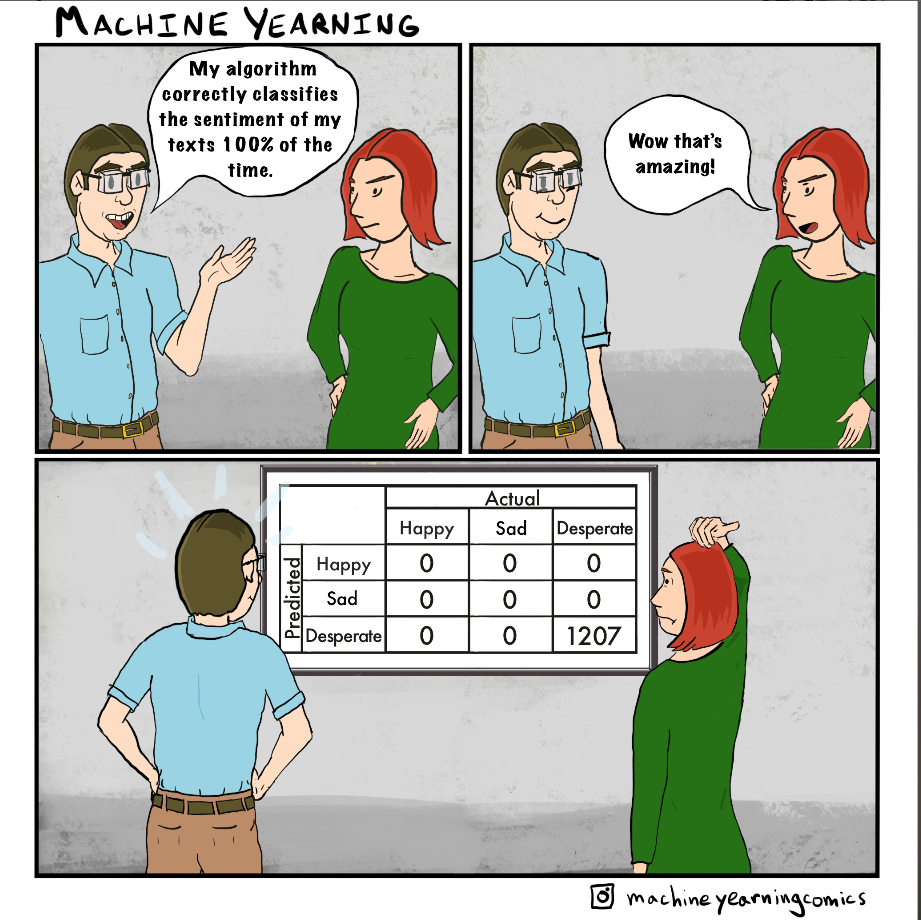 MACHINE YEARNING
My algorithm
correctly classifies
the sentiment of my
texts 100% of the
time.
Wow that's
amazing!
Actual
Happy Sad Desperate
Predicted
Happy 0 0 0
Sad 0 0 0
Desperate 0 0 1207
machineyearningcomics